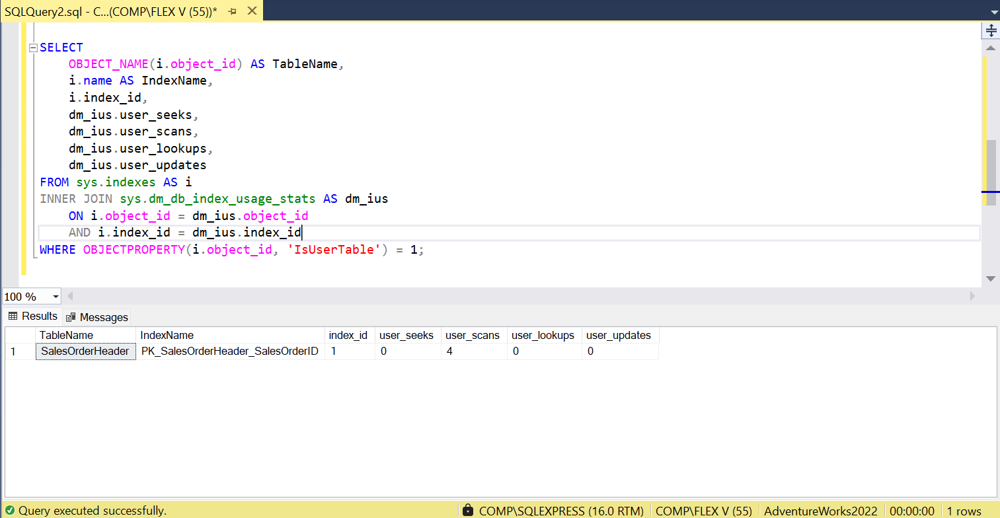 SQLQuery2.sql - C...(COMP\FLEX V (55))*
SELECT
OBJECT_NAME(i.object_id) AS TableName,
i.name AS IndexName,
i.index_id,
dm_ius.user_seeks,
dm_ius.user_scans,
dm_ius.user_lookups,
dm_ius.user_updates
FROM sys.indexes AS i
INNER JOIN sys.dm_db_index_usage_stats AS dm_ius
ON i.object_id = dm_ius.object_id
AND i.index_id = dm_ius.index_id
WHERE OBJECTPROPERTY(i.object_id, 'IsUserTable') = 1;
100 %
Results Messages
TableName IndexName index_id user_seeks user_scans user_lookups user_updates
1 SalesOrderHeader PK_SalesOrderHeader_SalesOrderID 1 0 4 0 0
Query executed successfully. COMP\SQLEXPRESS (16.0 RTM) COMP\FLEX V (55) AdventureWorks2022 00:00:00 1 rows